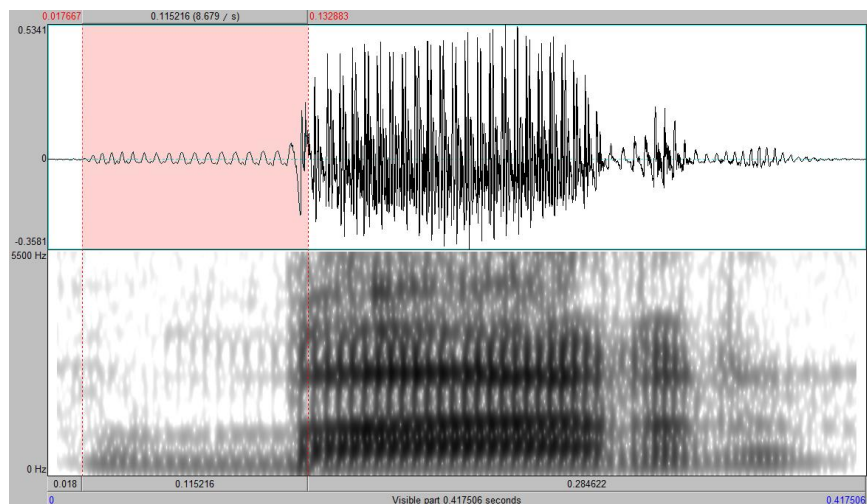 0.017667 0.115216 (8.679 / s) 0.132883
0.5341
0
-0.3581
5500 Hz
0 Hz
0.018 0.115216 0.284622
0 Visible part 0.417506 seconds 0.417506